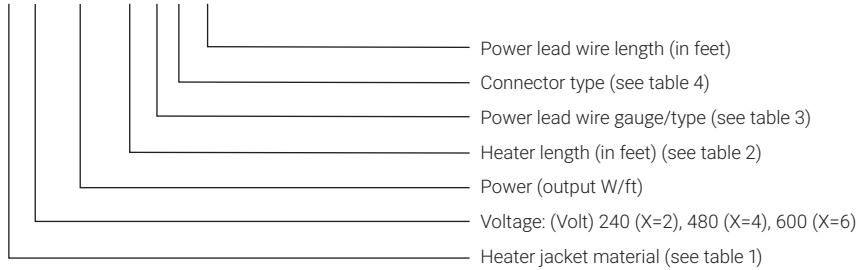 Power lead wire length (in feet)
Connector type (see table 4)
Power lead wire gauge/type (see table 3)
Heater length (in feet) (see table 2)
Power (output W/ft)
Voltage: (Volt) 240 (X=2), 480 (X=4), 600 (X=6)
Heater jacket material (see table 1)